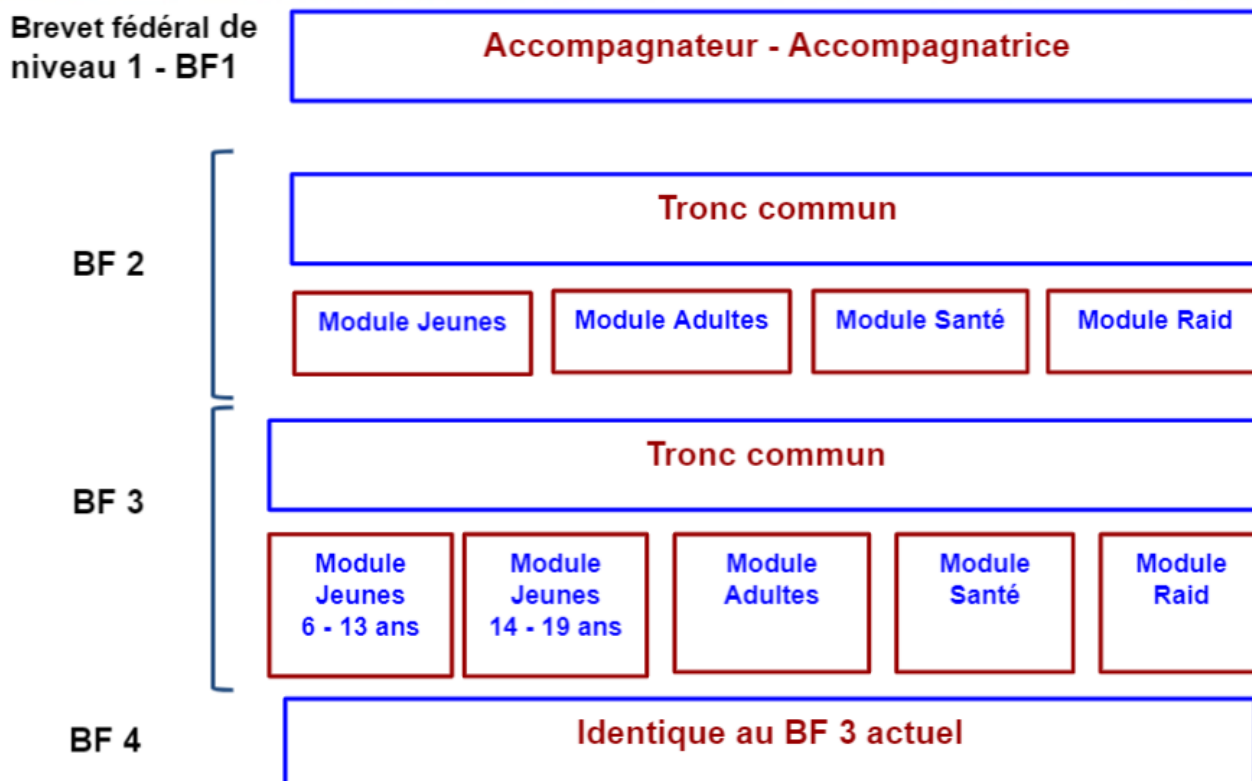 Brevet fédéral de
niveau 1 - BF1
Accompagnateur - Accompagnatrice
BF 2
Tronc commun
Module Jeunes
Module Adultes
Module Santé
Module Raid
BF 3
Tronc commun
Module
Jeunes
6 - 13 ans
Module
Jeunes
14 - 19 ans
Module
Adultes
Module
Santé
Module
Raid
BF 4
Identique au BF 3 actuel